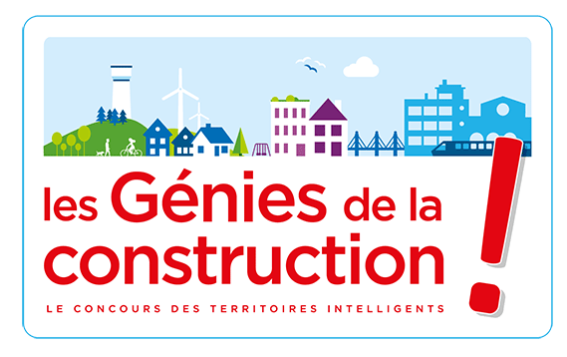 les Génies de la
construction !
LE CONCOURS DES TERRITOIRES INTELLIGENTS